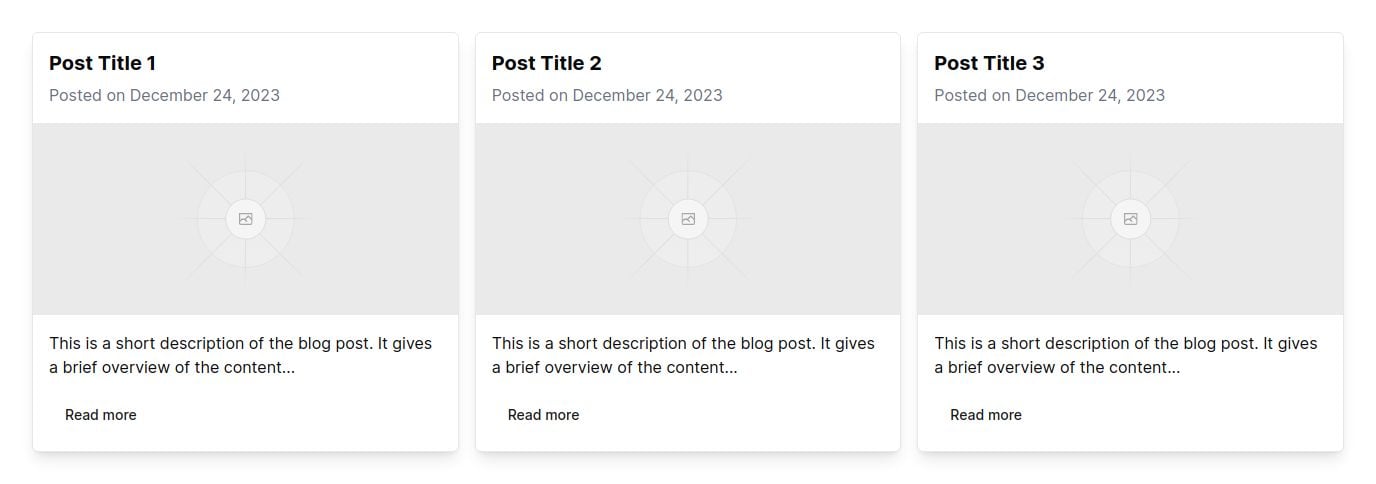 Post Title 1
Posted on December 24, 2023
This is a short description of the blog post. It gives
a brief overview of the content...
Read more
Post Title 2
Posted on December 24, 2023
This is a short description of the blog post. It gives
a brief overview of the content...
Read more
Post Title 3
Posted on December 24, 2023
This is a short description of the blog post. It gives
a brief overview of the content...
Read more